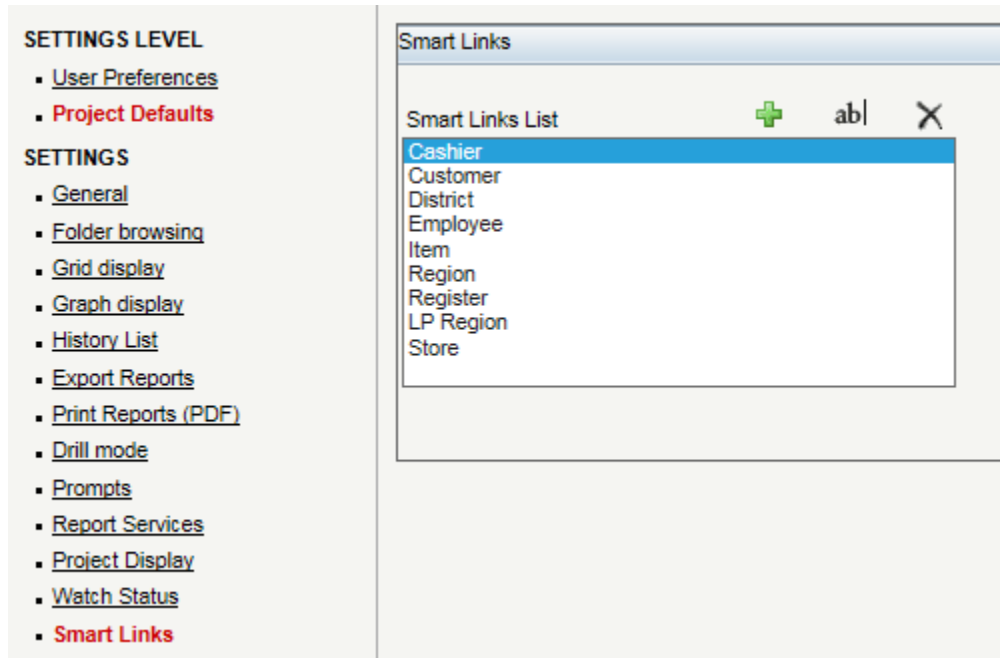 SETTINGS LEVEL
User Preferences
Project Defaults
SETTINGS
General
Folder browsing
Grid display
Graph display
History List
Export Reports
Print Reports (PDF)
Drill mode
Prompts
Report Services
Project Display
Watch Status
Smart Links
Smart Links
Smart Links List
ab|
Cashier
Customer
District
Employee
Item
Region
Register
LP Region
Store